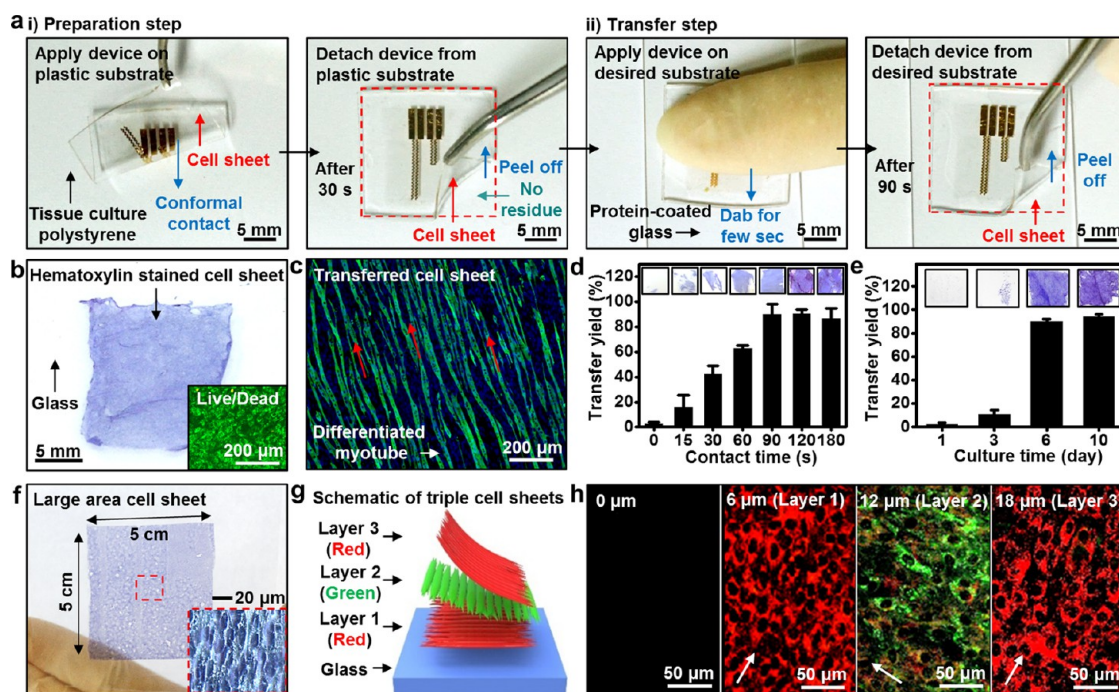 a i) Preparation step
ii) Transfer step
Apply device on
plastic substrate
Cell sheet
Conformal
contact
Tissue culture
polystyrene
5 mm
Detach device from
plastic substrate
After
30 s
Peel off
No
residue
Cell sheet
5 mm
Apply device on
desired substrate
Protein-coated
glass
Dab for
few sec
5 mm
Detach device from
desired substrate
After
90 s
Peel
off
Cell sheet
5 mm
b
Hematoxylin stained cell sheet
Glass
5 mm
Live/Dead
200 µm
c
Transferred cell sheet
Differentiated
myotube
200 µm
d
Transfer yield (%)
120
100
80
60
40
20
0
0 15 30 60 90 120 180
Contact time (s)
e
Transfer yield (%)
120
100
80
60
40
20
0
1 3 6 10
Culture time (day)
f
Large area cell sheet
5 cm
5 cm
20 µm
g
Schematic of triple cell sheets
Layer 3
(Red)
Layer 2
(Green)
Layer 1
(Red)
Glass
h
0 µm
50 µm
6 µm (Layer 1)
50 µm
12 µm (Layer 2)
50 µm
18 µm (Layer 3)
50 µm